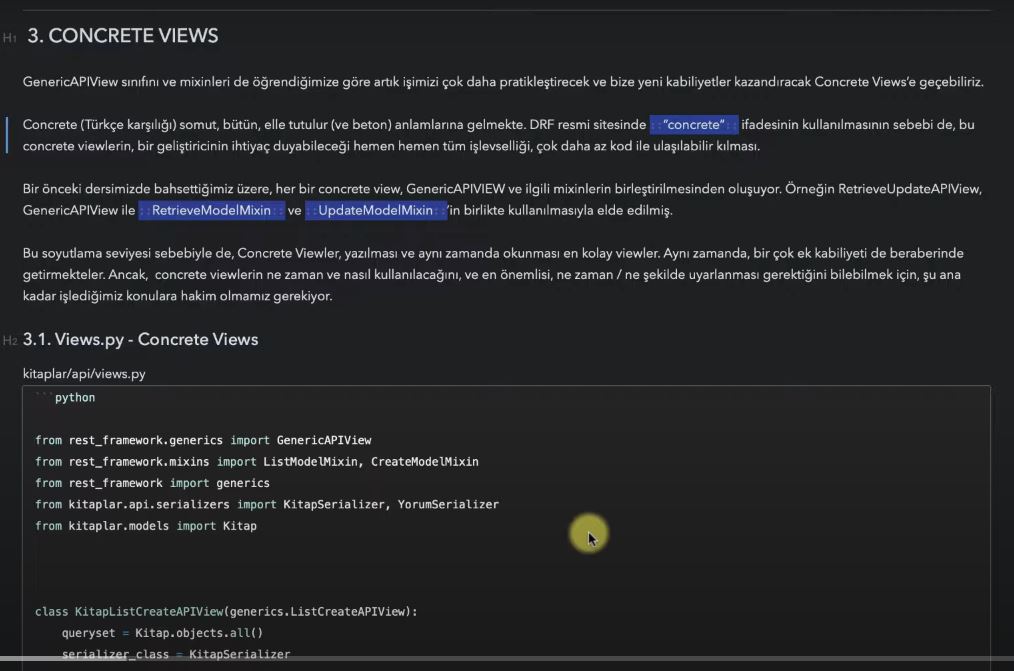 H1 3. CONCRETE VIEWS
GenericAPIView sınıfını ve mixinleri de öğrendiğimize göre artık işimizi çok daha pratikleştirecek ve bize yeni kabiliyetler kazandıracak Concrete Views'e geçebiliriz.
Concrete (Türkçe karşılığı) somut, bütün, elle tutulur (ve beton) anlamlarına gelmekte. DRF resmi sitesinde ::"concrete":: ifadesinin kullanılmasının sebebi de, bu
concrete viewlerin, bir geliştiricinin ihtiyaç duyabileceği hemen hemen tüm işlevselliği, çok daha az kod ile ulaşılabilir kılması.
Bir önceki dersimizde bahsettiğimiz üzere, her bir concrete view, GenericAPIVIEW ve ilgili mixinlerin birleştirilmesinden oluşuyor. Örneğin RetrieveUpdateAPIView,
GenericAPIView ile ::RetrieveModelMixin:: ve ::UpdateModelMixin::'in birlikte kullanılmasıyla elde edilmiş.
Bu soyutlama seviyesi sebebiyle de, Concrete Viewler, yazılması ve aynı zamanda okunması en kolay viewler. Aynı zamanda, bir çok ek kabiliyeti de beraberinde
getirmekteler. Ancak, concrete viewlerin ne zaman ve nasıl kullanılacağını, ve en önemlisi, ne zaman / ne şekilde uyarlanması gerektiğini bilebilmek için, şu ana
kadar işlediğimiz konulara hakim olmamız gerekiyor.
H2 3.1. Views.py - Concrete Views
kitaplar/api/views.py
```python
from rest_framework.generics import GenericAPIView
from rest_framework.mixins import ListModelMixin, CreateModelMixin
from rest_framework import generics
from kitaplar.api.serializers import KitapSerializer, YorumSerializer
from kitaplar.models import Kitap
class KitapListCreateAPIView(generics.ListCreateAPIView):
queryset = Kitap.objects.all()
serializer_class = KitapSerializer